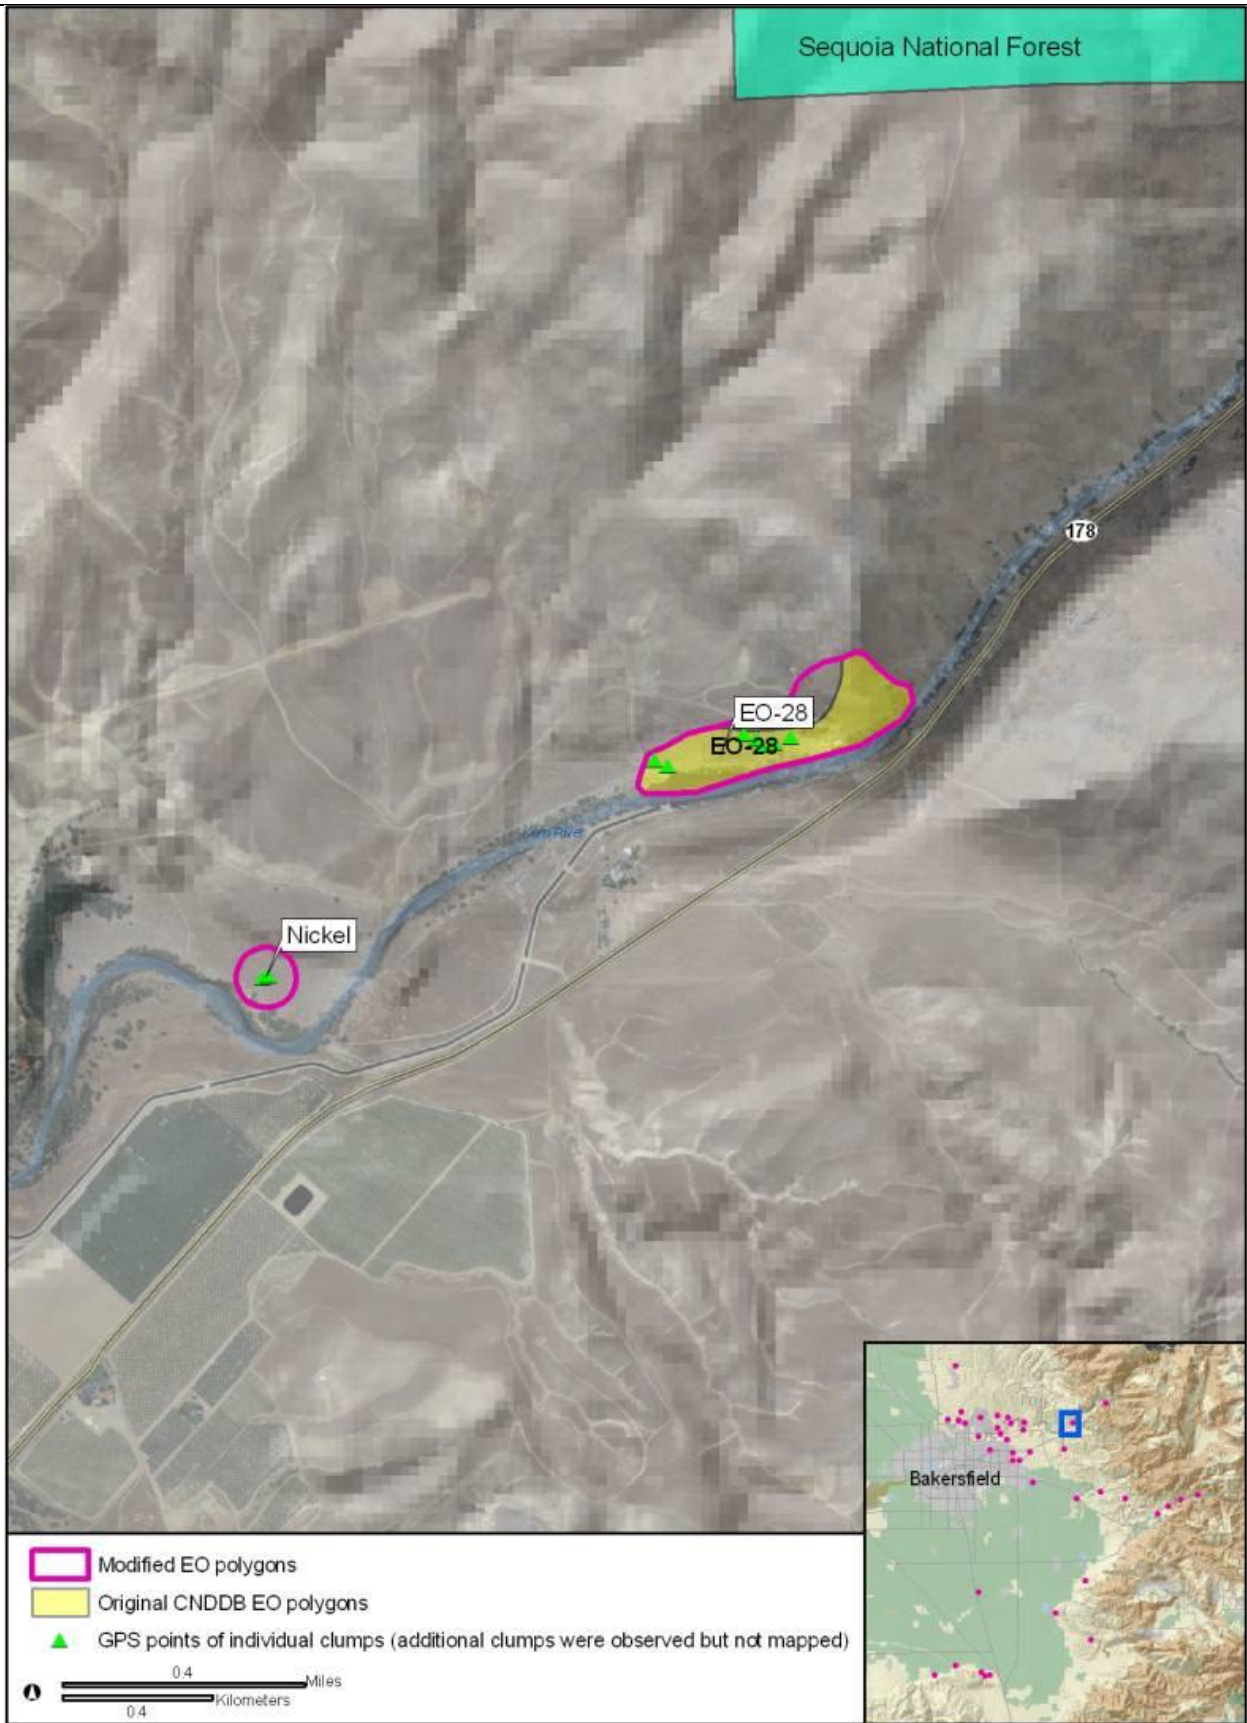 Sequoia National Forest
178
EO-28
EO-28
River
Nickel
Bakersfield
Modified EO polygons
Original CNDDB EO polygons
GPS points of individual clumps (additional clumps were observed but not mapped)
0.4
Miles
Kilometers
0.4